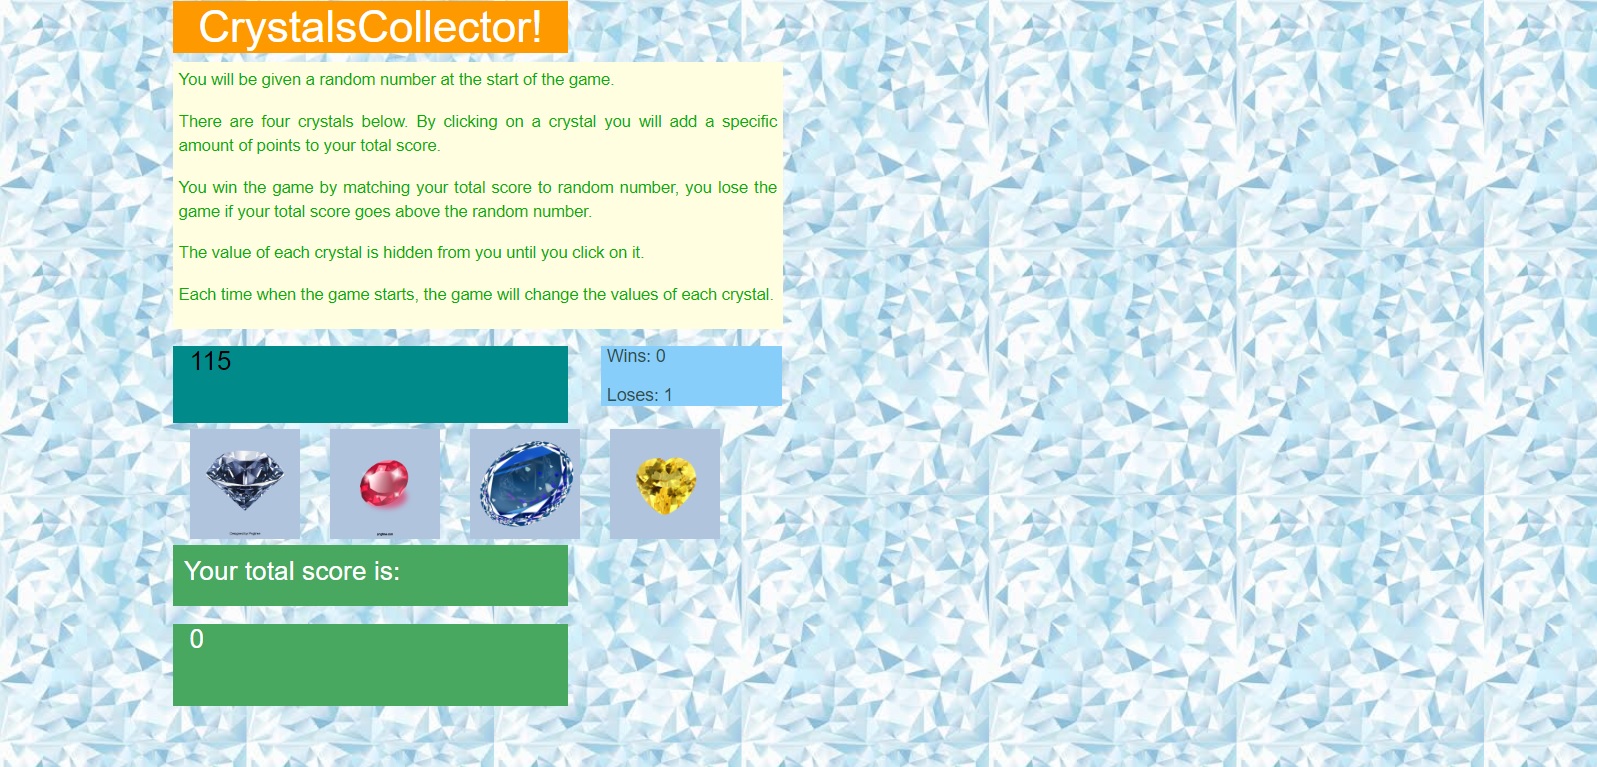 CrystalsCollector!
You will be given a random number at the start of the game.
There are four crystals below. By clicking on a crystal you will add a specific
amount of points to your total score.
You win the game by matching your total score to random number, you lose the
game if your total score goes above the random number.
The value of each crystal is hidden from you until you click on it.
Each time when the game starts, the game will change the values of each crystal.
115
Wins: 0
Loses: 1
Your total score is:
0